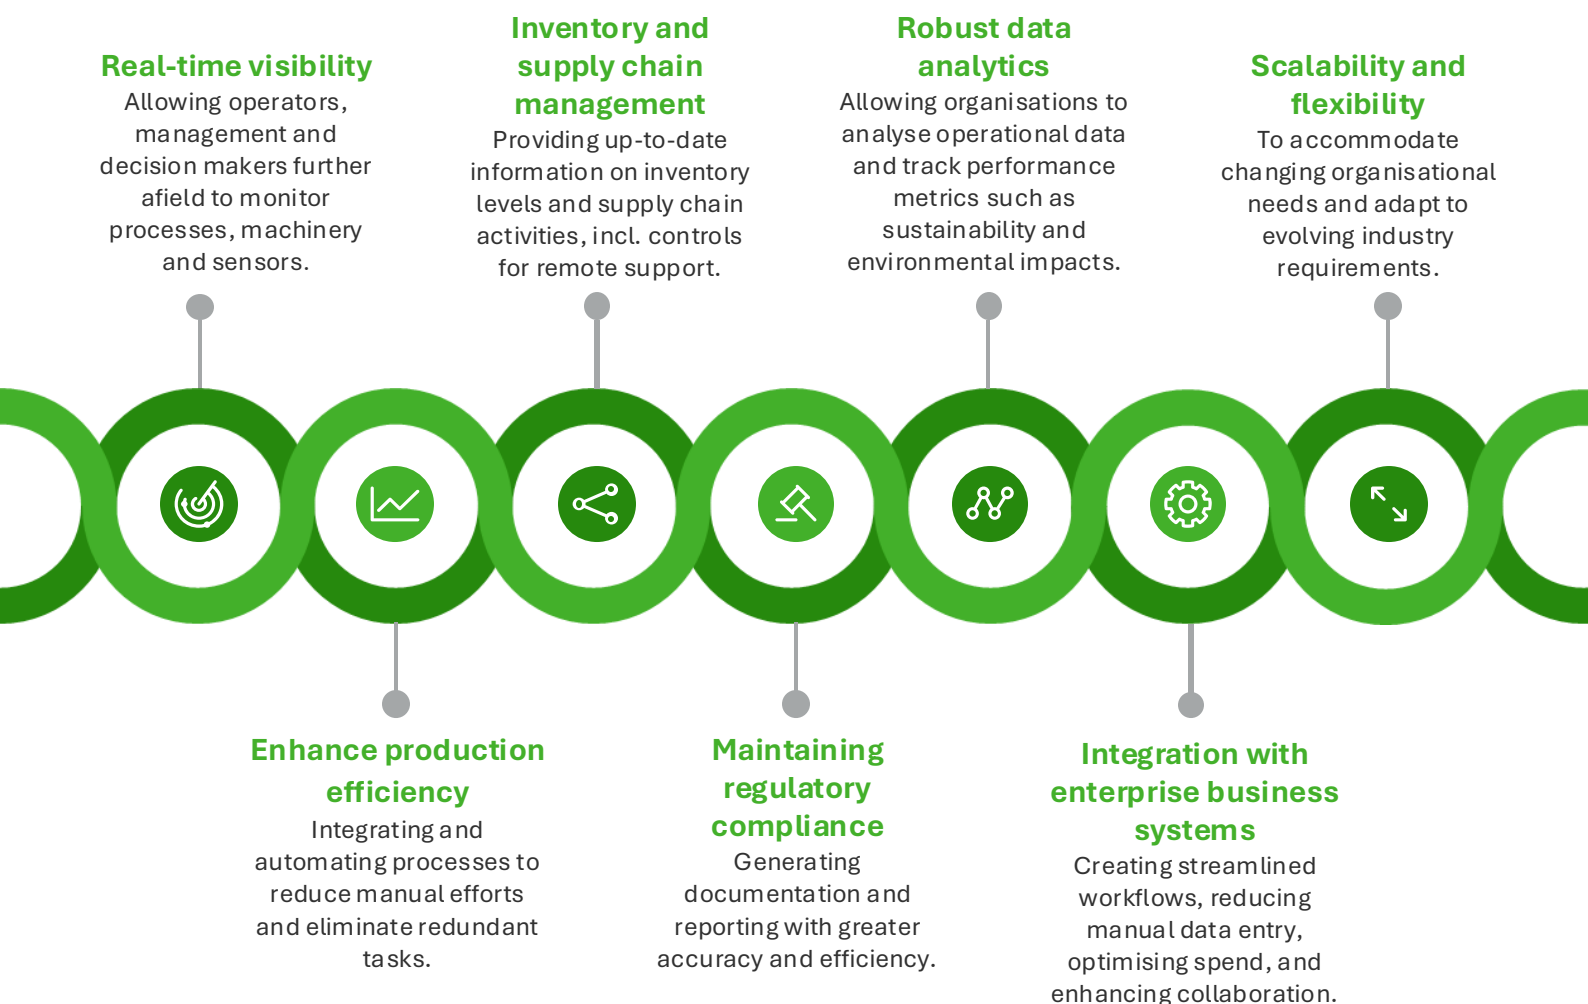 Real-time visibility
Allowing operators,
management and
decision makers further
afield to monitor
processes, machinery
and sensors.
Inventory and
supply chain
management
Providing up-to-date
information on inventory
levels and supply chain
activities, incl. controls
for remote support.
Robust data
analytics
Allowing organisations to
analyse operational data
and track performance
metrics such as
sustainability and
environmental impacts.
Scalability and
flexibility
To accommodate
changing organisational
needs and adapt to
evolving industry
requirements.
Enhance production
efficiency
Integrating and
automating processes to
reduce manual efforts
and eliminate redundant
tasks.
Maintaining
regulatory
compliance
Generating
documentation and
reporting with greater
accuracy and efficiency.
Integration with
enterprise business
systems
Creating streamlined
workflows, reducing
manual data entry,
optimising spend, and
enhancing collaboration.